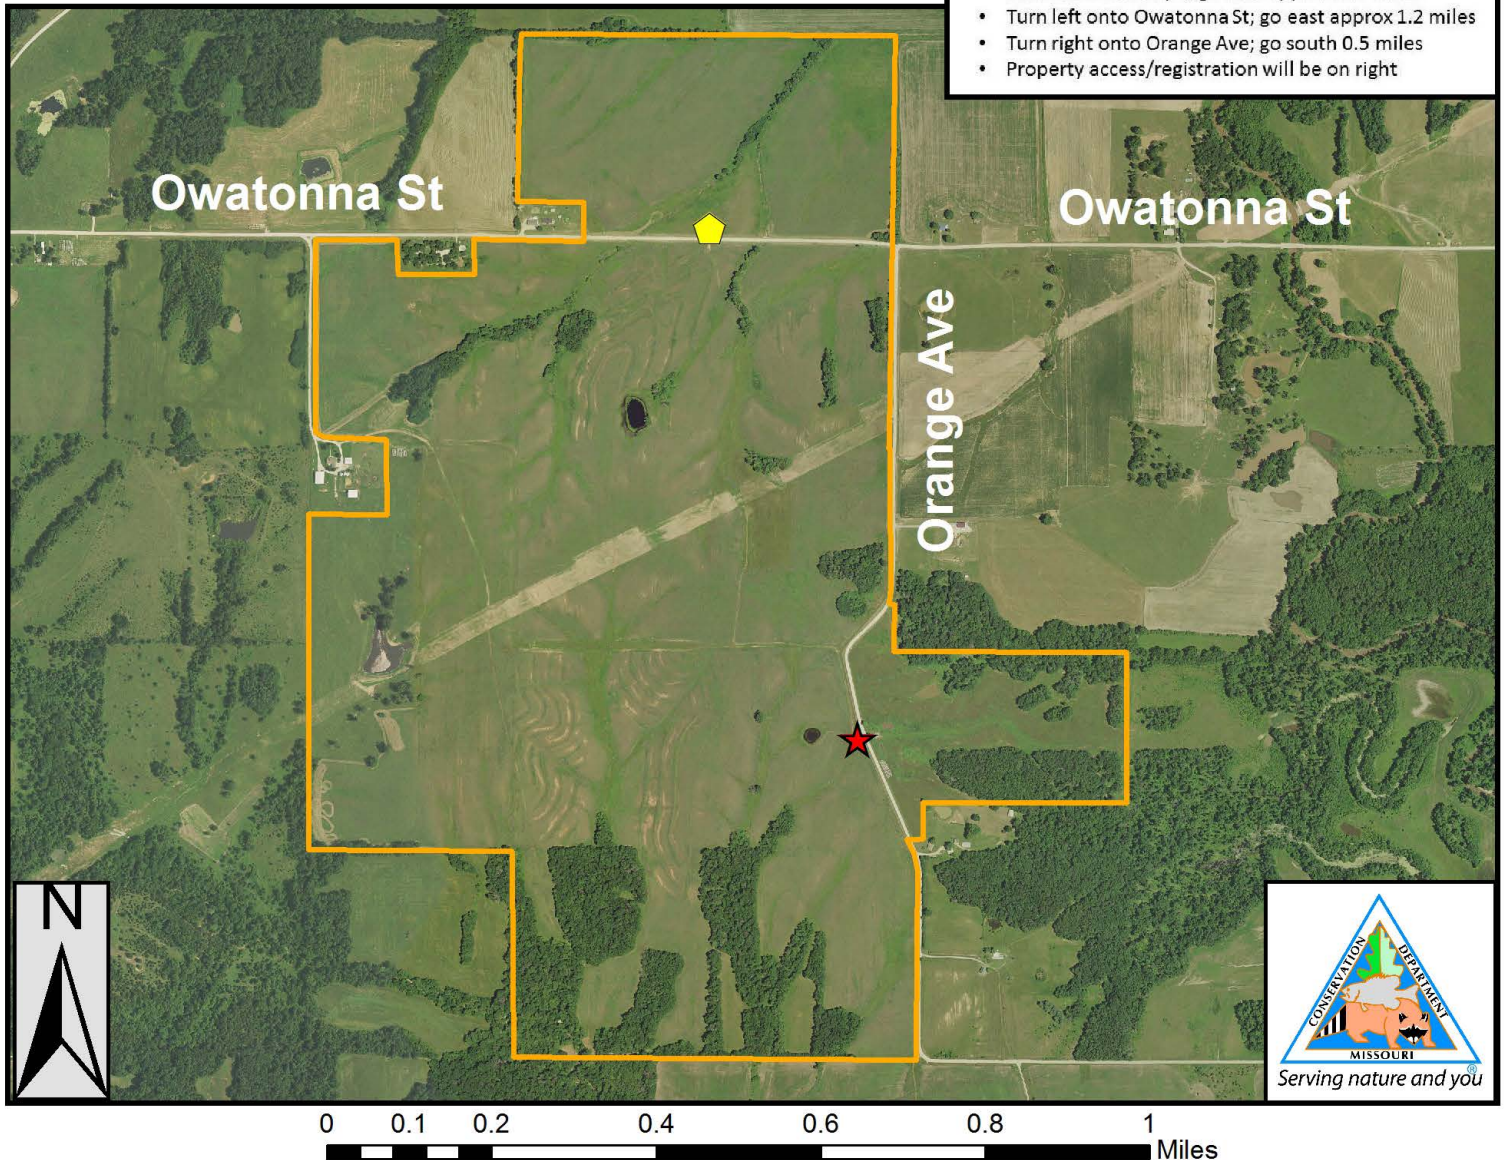 • Turn left onto Owatonna St; go east approx 1.2 miles
• Turn right onto Orange Ave; go south 0.5 miles
• Property access/registration will be on right
Owatonna St
Owatonna St
Orange Ave
N
CONSERVATION
DEPARTMENT
MISSOURI
®
Serving nature and you
0 0.1 0.2 0.4 0.6 0.8 1
Miles